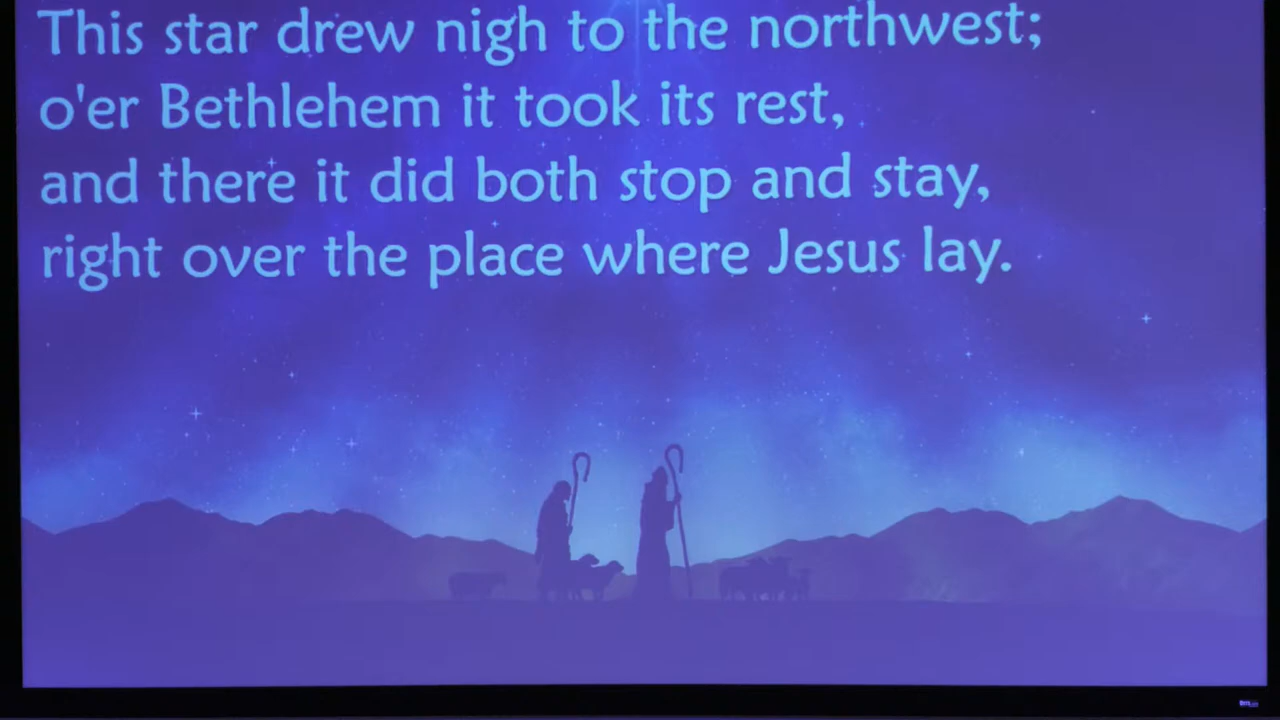 This star drew nigh to the northwest;
o'er Bethlehem it took its rest,
and there it did both stop and stay,
right over the place where Jesus lay.